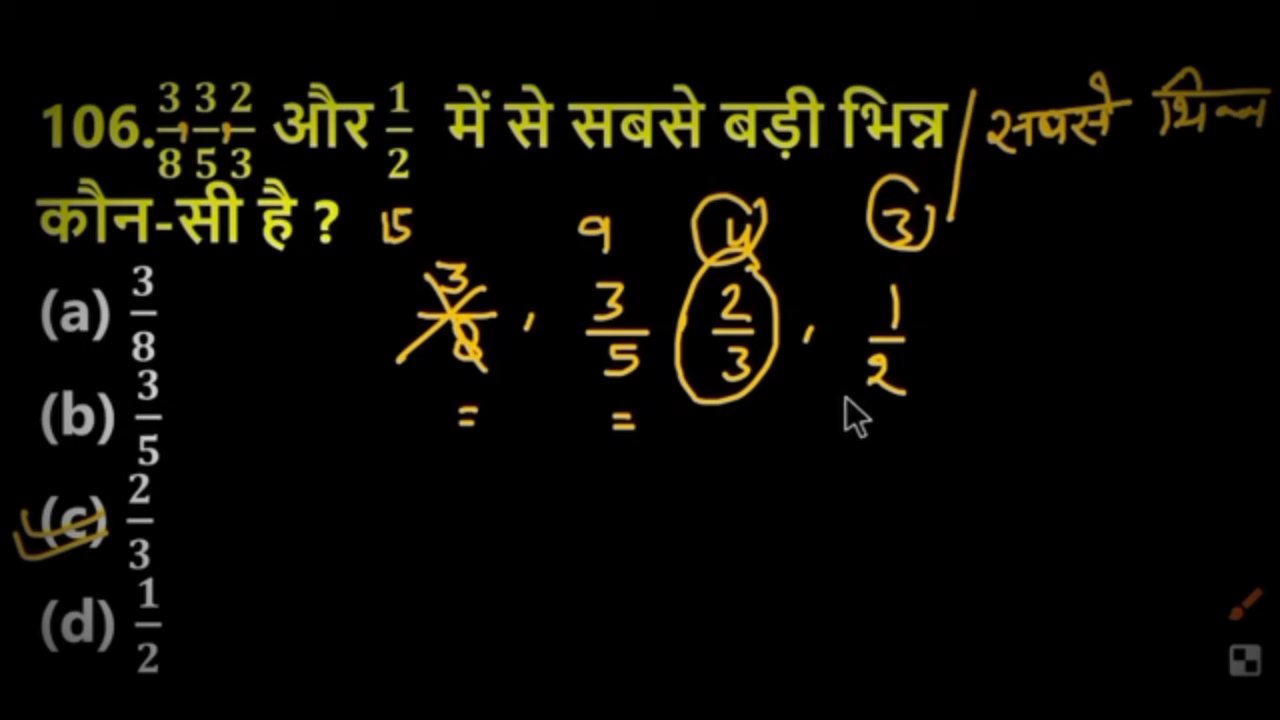 106. 3/8, 3/5, 2/3 और 1/2 में से सबसे बड़ी भिन्न / सबसे भिन्न
कौन-सी है ? 15 9 4 3
(a) 3/8 3/8 , 3/5 2/3 , 1/2
(b) 3/5 = =
(c) 2/3
(d) 1/2